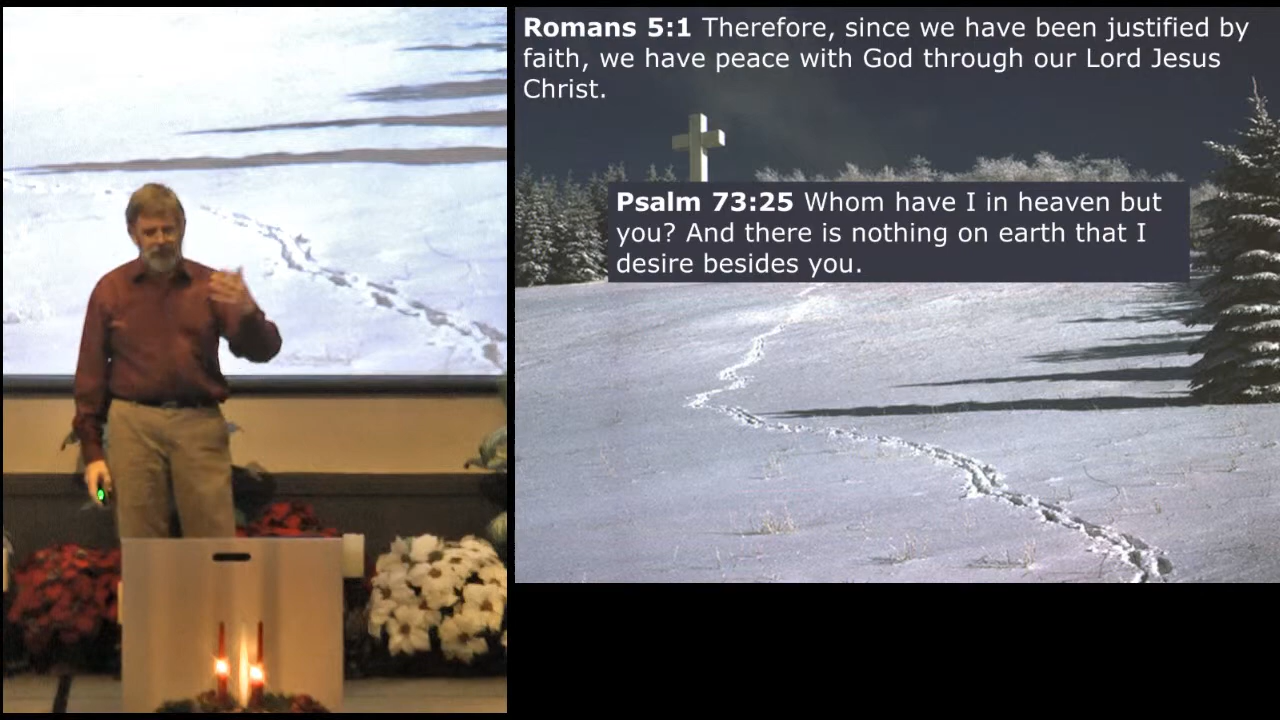 Romans 5:1 Therefore, since we have been justified by
faith, we have peace with God through our Lord Jesus
Christ.
Psalm 73:25 Whom have I in heaven but
you? And there is nothing on earth that I
desire besides you.